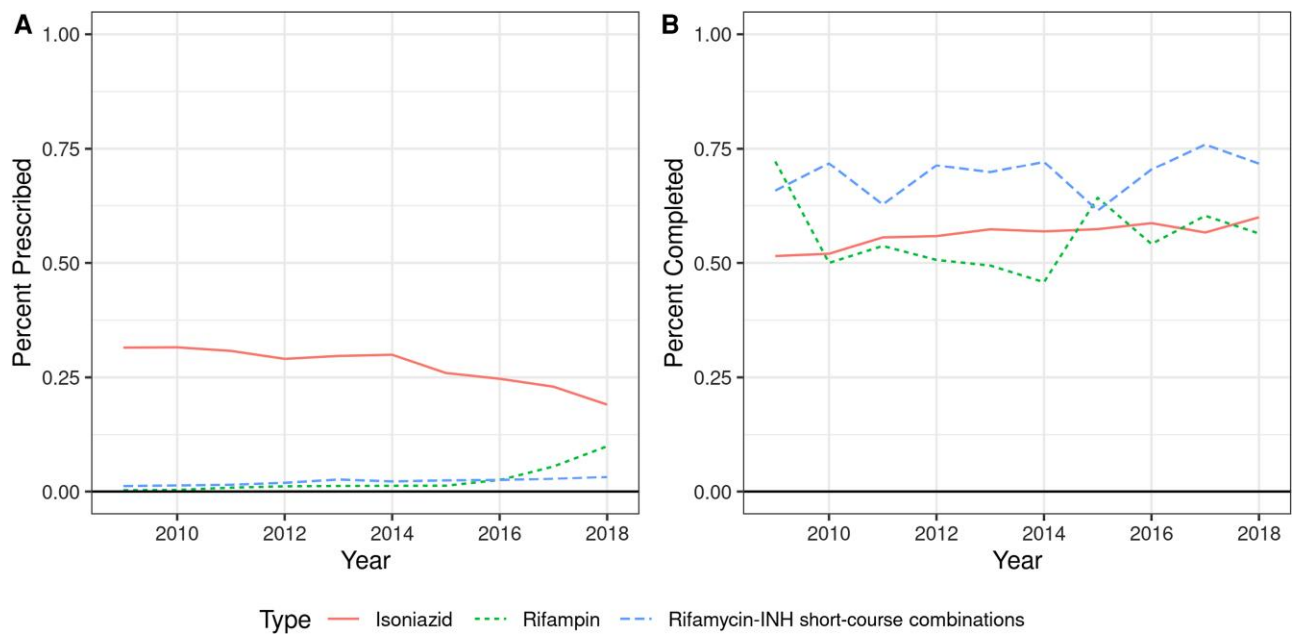 A
B
Percent Prescribed
1.00
0.75
0.50
0.25
0.00
2010 2012 2014 2016 2018
Year
Percent Completed
1.00
0.75
0.50
0.25
0.00
2010 2012 2014 2016 2018
Year
Type Isoniazid Rifampin Rifamycin-INH short-course combinations